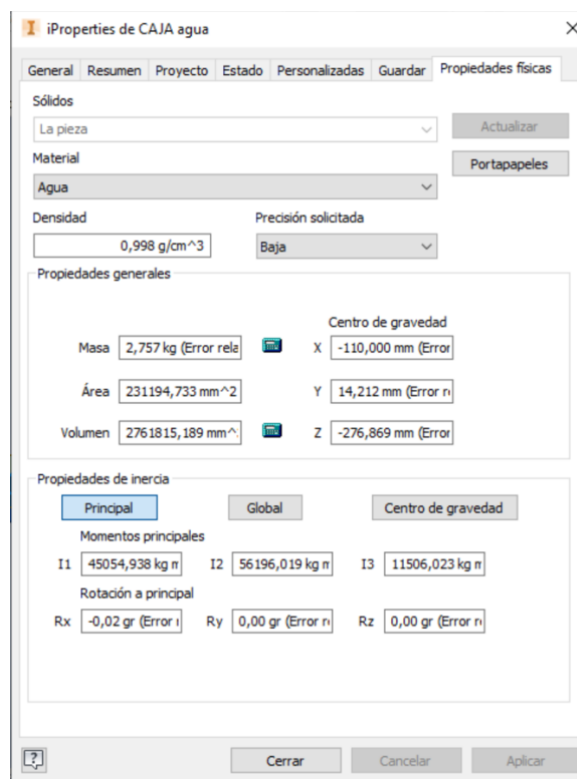 iProperties de CAJA agua
General Resumen Proyecto Estado Personalizadas Guardar Propiedades físicas
Sólidos
La pieza Actualizar
Material Portapapeles
Agua
Densidad Precisión solicitada
0,998 g/cm^3 Baja
Propiedades generales
Centro de gravedad
Masa 2,757 kg (Error rela X -110,000 mm (Error
Área 231194,733 mm^2 Y 14,212 mm (Error r
Volumen 2761815,189 mm^ Z -276,869 mm (Error
Propiedades de inercia
Principal Global Centro de gravedad
Momentos principales
I1 45054,938 kg m I2 56196,019 kg m I3 11506,023 kg m
Rotación a principal
Rx -0,02 gr (Error r Ry 0,00 gr (Error r Rz 0,00 gr (Error r
? Cerrar Cancelar Aplicar